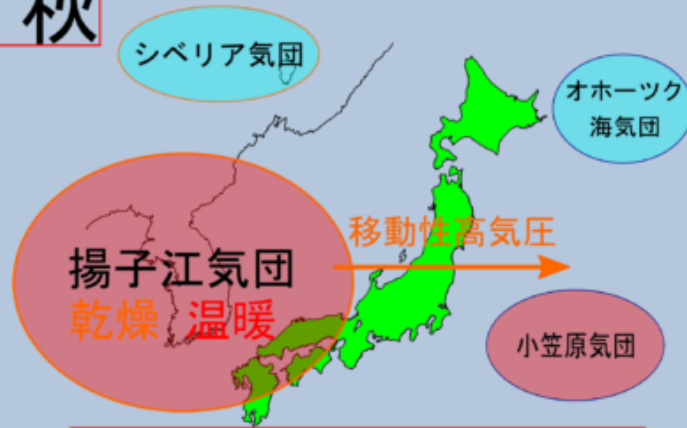 秋
シベリア気団
オホーツク
海気団
移動性高気圧
揚子江気団
乾燥 温暖
小笠原気団